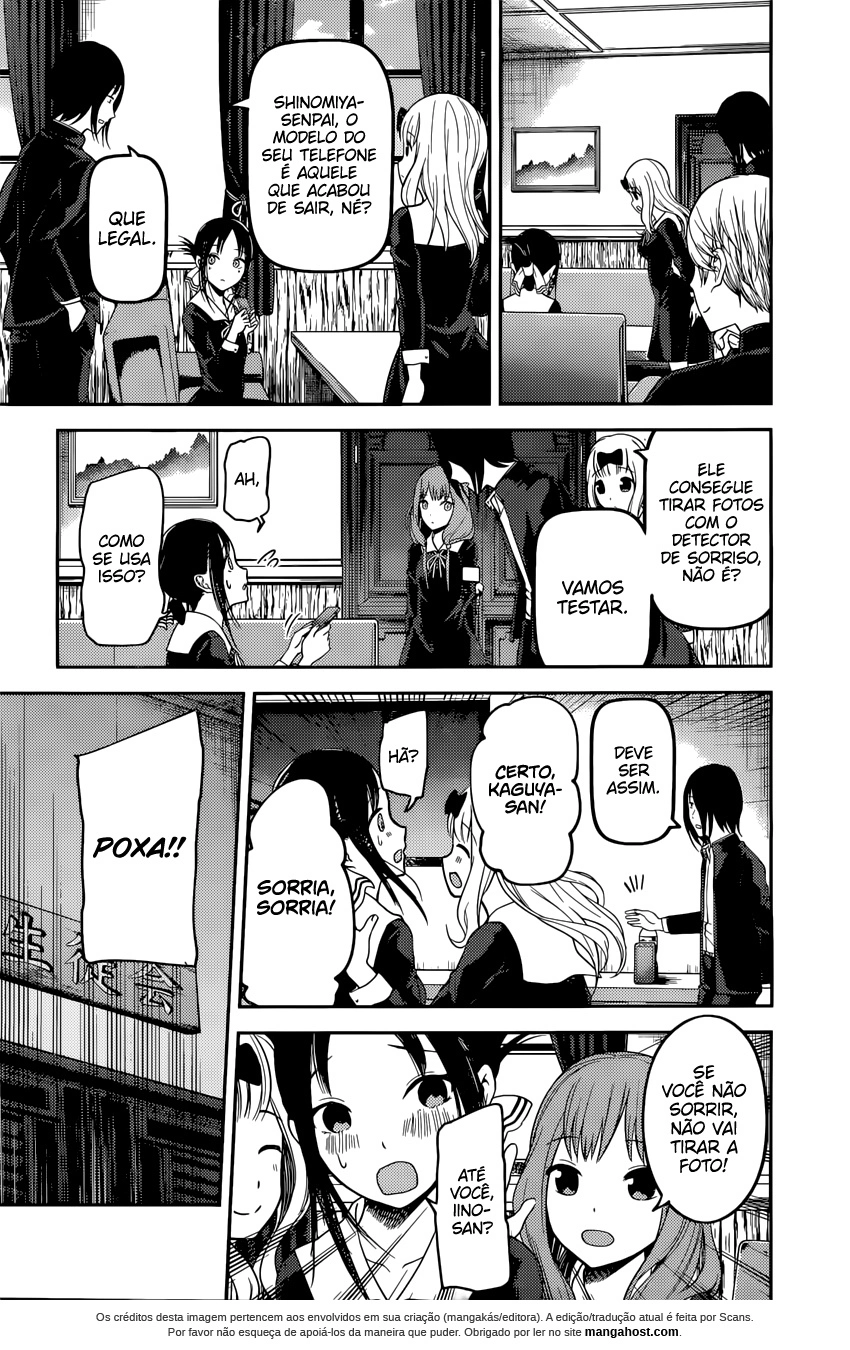 SHINOMIYA-
SENPAI, O
MODELO DO
SEU TELEFONE
É AQUELE
QUE ACABOU
DE SAIR, NÉ?
QUE
LEGAL.
ELE
CONSEGUE
TIRAR FOTOS
COM O
DETECTOR
DE SORRISO,
NÃO É?
VAMOS
TESTAR.
AH,
COMO
SE USA
ISSO?
DEVE
SER
ASSIM.
CERTO,
KAGUYA-
SAN!
HÃ?
SORRIA,
SORRIA!
POXA!!
生徒会
SE
VOCÊ NÃO
SORRIR,
NÃO VAI
TIRAR A
FOTO!
ATÉ
VOCÊ,
IINO-
SAN?
Os créditos desta imagem pertencem aos envolvidos em sua criação (mangakás/editora). A edição/tradução atual é feita por Scans.
Por favor não esqueça de apoiá-los da maneira que puder. Obrigado por ler no site mangahost.com.